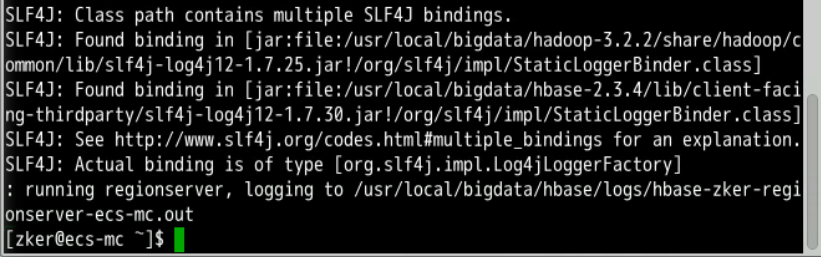 SLF4J: Class path contains multiple SLF4J bindings.
SLF4J: Found binding in [jar:file:/usr/local/bigdata/hadoop-3.2.2/share/hadoop/c
ommon/lib/slf4j-log4j12-1.7.25.jar!/org/slf4j/impl/StaticLoggerBinder.class]
SLF4J: Found binding in [jar:file:/usr/local/bigdata/hbase-2.3.4/lib/client-faci
ng-thirdparty/slf4j-log4j12-1.7.30.jar!/org/slf4j/impl/StaticLoggerBinder.class]
SLF4J: See http://www.slf4j.org/codes.html#multiple_bindings for an explanation.
SLF4J: Actual binding is of type [org.slf4j.impl.Log4jLoggerFactory]
: running regionserver, logging to /usr/local/bigdata/hbase/logs/hbase-zker-regi
onserver-ecs-mc.out
[zker@ecs-mc ~]$